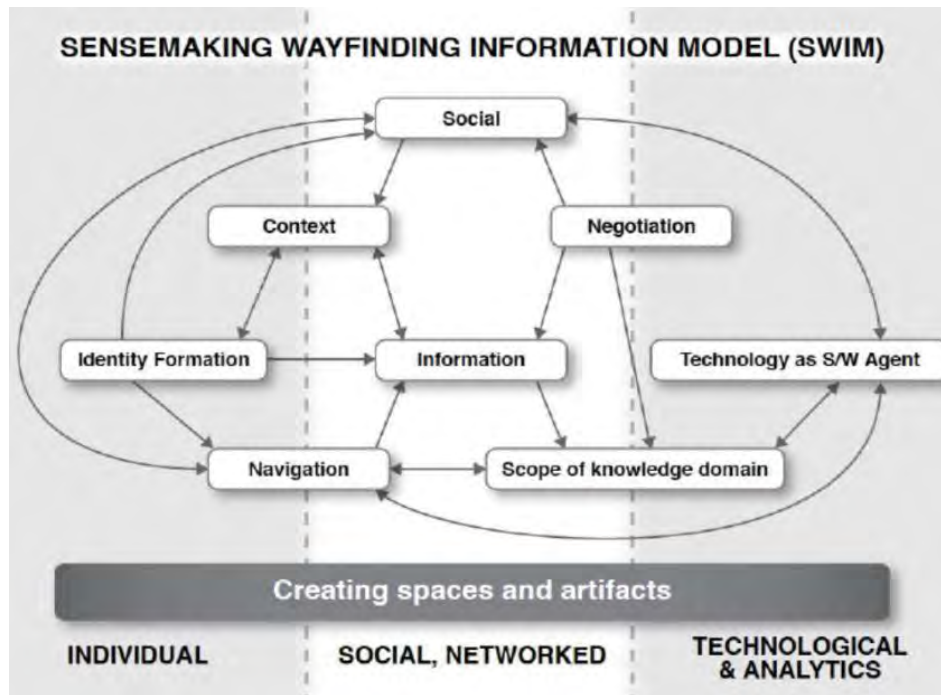 SENSEMAKING WAYFINDING INFORMATION MODEL (SWIM)
Social
Context
Negotiation
Identity Formation
Information
Technology as S/W Agent
Navigation
Scope of knowledge domain
Creating spaces and artifacts
INDIVIDUAL
SOCIAL, NETWORKED
TECHNOLOGICAL
& ANALYTICS